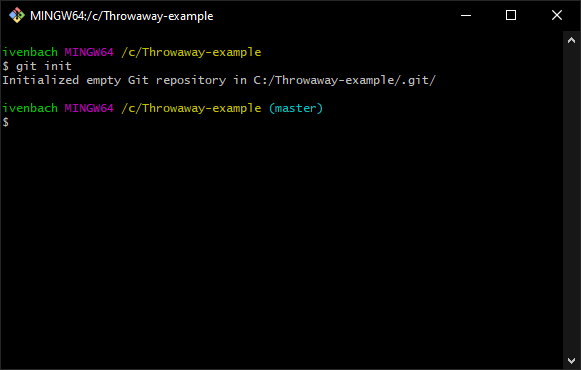 MINGW64:/c/Throwaway-example
ivenbach MINGW64 /c/Throwaway-example
$ git init
Initialized empty Git repository in C:/Throwaway-example/.git/
ivenbach MINGW64 /c/Throwaway-example (master)
$